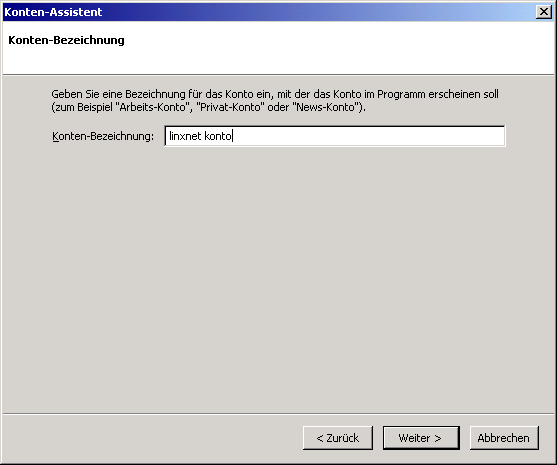 Konten-Assistent
Konten-Bezeichnung
Geben Sie eine Bezeichnung für das Konto ein, mit der das Konto im Programm erscheinen soll
(zum Beispiel "Arbeits-Konto", "Privat-Konto" oder "News-Konto").
Konten-Bezeichnung: linxnet konto
< Zurück Weiter > Abbrechen